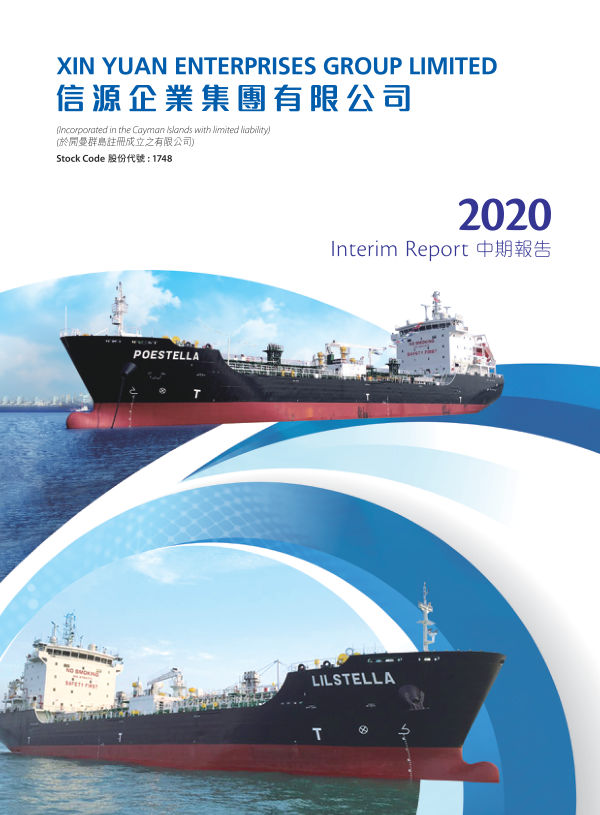 XIN YUAN ENTERPRISES GROUP LIMITED
信源企業集團有限公司
(Incorporated in the Cayman Islands with limited liability)
(於開曼群島註冊成立之有限公司)
Stock Code 股份代號 : 1748
2020
Interim Report 中期報告
POESTELLA
NO SMOKING
SAFETY FIRST
T
T
LILSTELLA
NO SMOKING
SAFETY FIRST
T
T